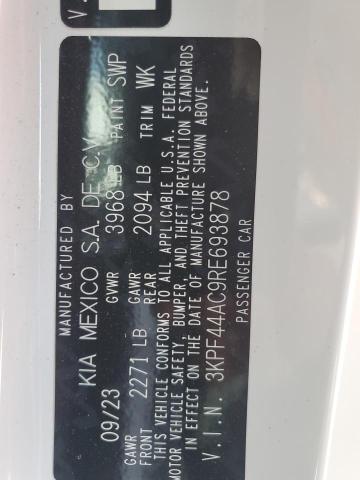 V.
MANUFACTURED BY
KIA MEXICO S.A. DE C.V.
09/23 GVWR 3968 LB PAINT SWP
GAWR FRONT 2271 LB GAWR REAR 2094 LB TRIM WK
THIS VEHICLE CONFORMS TO ALL APPLICABLE U.S.A. FEDERAL
MOTOR VEHICLE SAFETY, BUMPER, AND THEFT PREVENTION STANDARDS
IN EFFECT ON THE DATE OF MANUFACTURE SHOWN ABOVE.
V.I.N. 3KPF44AC9RE693878
PASSENGER CAR